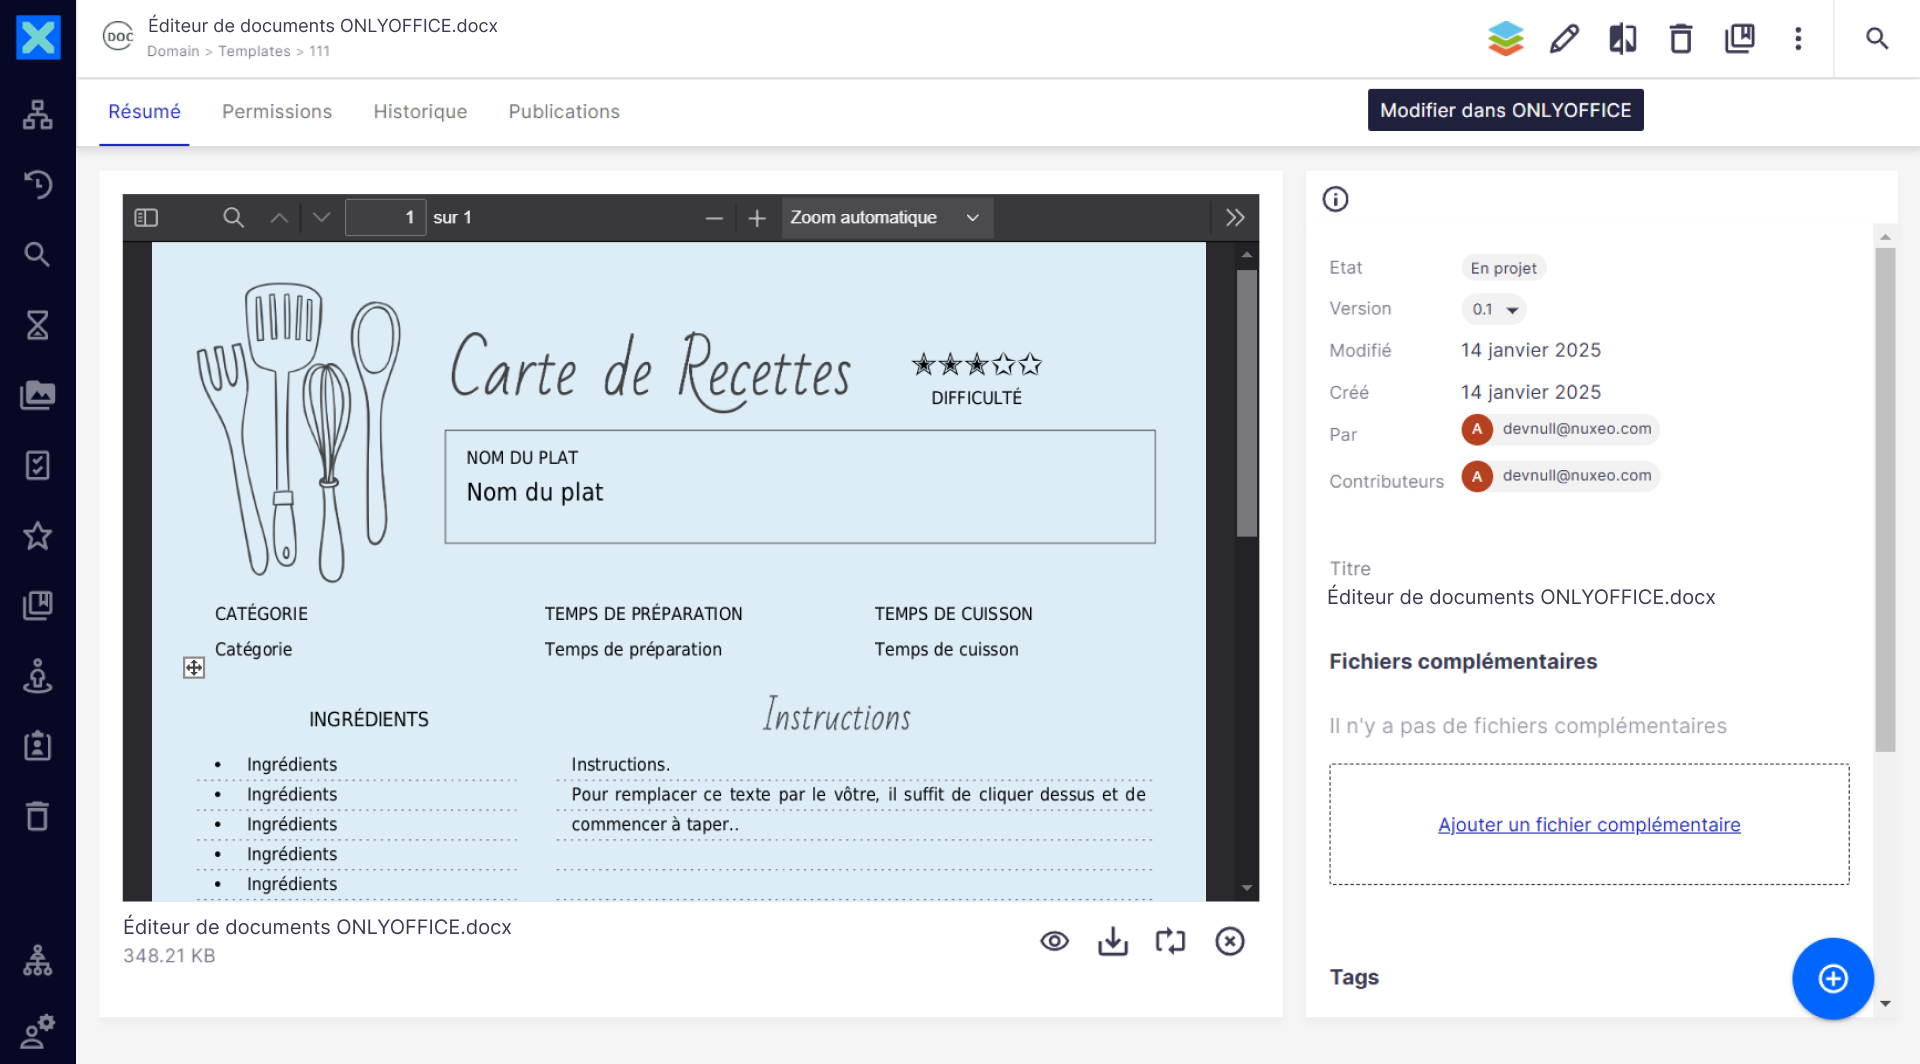 DOC
Éditeur de documents ONLYOFFICE.docx
Domain > Templates > 111
Résumé
Permissions
Historique
Publications
Modifier dans ONLYOFFICE
1 sur 1
Zoom automatique
Carte de Recettes
DIFFICULTÉ
NOM DU PLAT
Nom du plat
CATÉGORIE
TEMPS DE PRÉPARATION
TEMPS DE CUISSON
Catégorie
Temps de préparation
Temps de cuisson
INGRÉDIENTS
• Ingrédients
• Ingrédients
• Ingrédients
• Ingrédients
• Ingrédients
Instructions
Instructions.
Pour remplacer ce texte par le vôtre, il suffit de cliquer dessus et de
commencer à taper..
Éditeur de documents ONLYOFFICE.docx
348.21 KB
Etat En projet
Version 0.1
Modifié 14 janvier 2025
Créé 14 janvier 2025
Par A devnull@nuxeo.com
Contributeurs A devnull@nuxeo.com
Titre
Éditeur de documents ONLYOFFICE.docx
Fichiers complémentaires
Il n'y a pas de fichiers complémentaires
Ajouter un fichier complémentaire
Tags